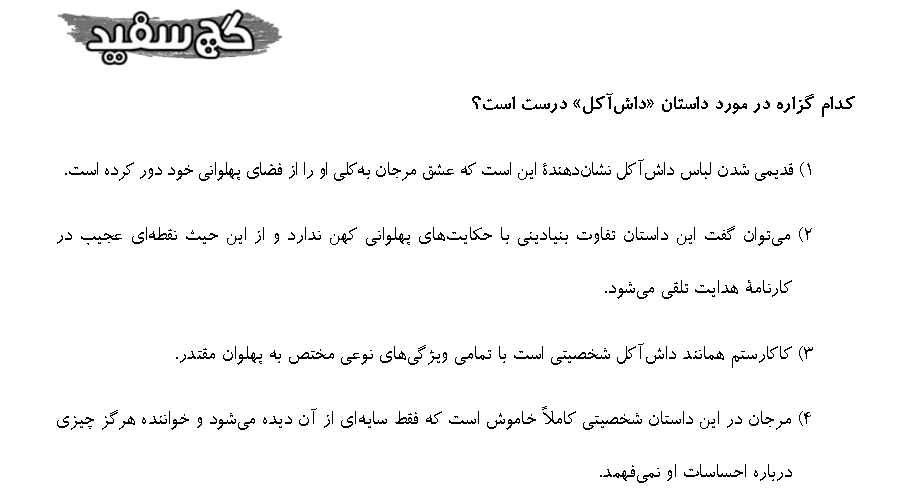 گچ سفید
کدام گزاره در مورد داستان «داش‌آکل» درست است؟
۱) قدیمی شدن لباس داش‌آکل نشان‌دهندهٔ این است که عشق مرجان به‌کلی او را از فضای پهلوانی خود دور کرده است.
۲) می‌توان گفت این داستان تفاوت بنیادینی با حکایت‌های پهلوانی کهن ندارد و از این حیث نقطه‌ای عجیب در
کارنامهٔ هدایت تلقی می‌شود.
۳) کاکارستم همانند داش‌آکل شخصیتی است با تمامی ویژگی‌های نوعی مختص به پهلوان مقتدر.
۴) مرجان در این داستان شخصیتی کاملاً خاموش است که فقط سایه‌ای از آن دیده می‌شود و خواننده هرگز چیزی
درباره احساسات او نمی‌فهمد.